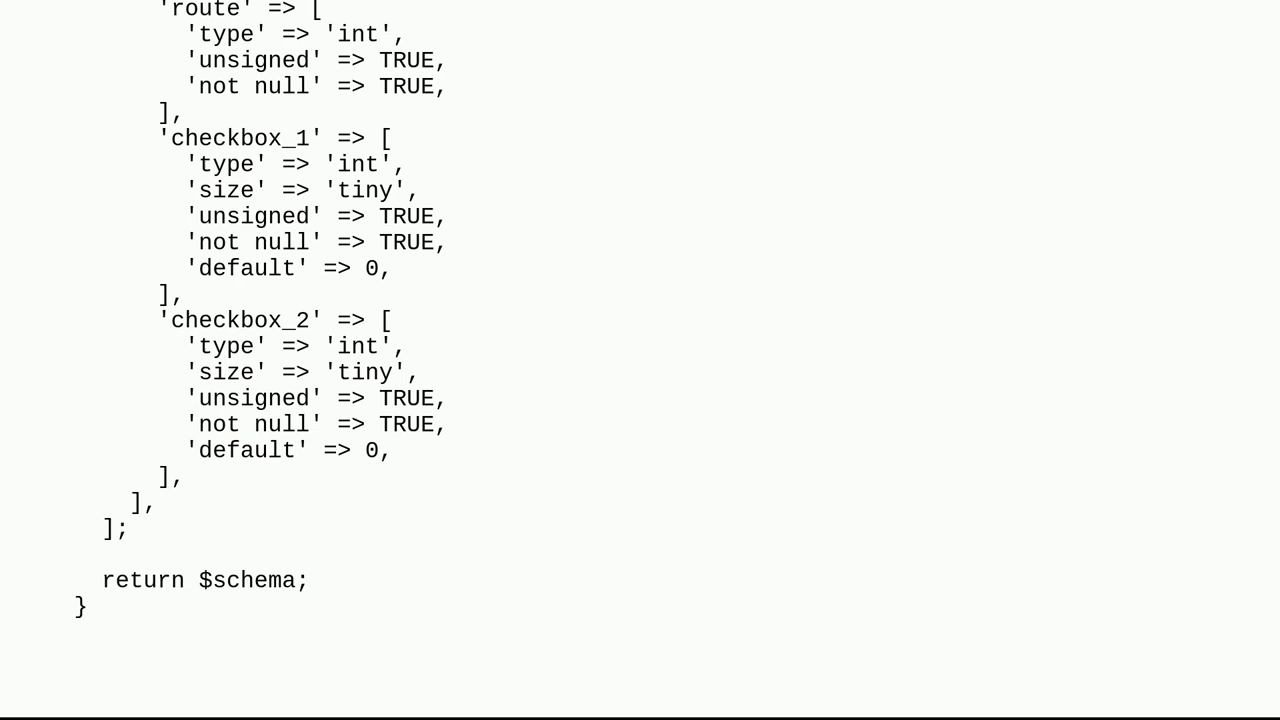 'route' => [
'type' => 'int',
'unsigned' => TRUE,
'not null' => TRUE,
],
'checkbox_1' => [
'type' => 'int',
'size' => 'tiny',
'unsigned' => TRUE,
'not null' => TRUE,
'default' => 0,
],
'checkbox_2' => [
'type' => 'int',
'size' => 'tiny',
'unsigned' => TRUE,
'not null' => TRUE,
'default' => 0,
],
],
];
return $schema;
}